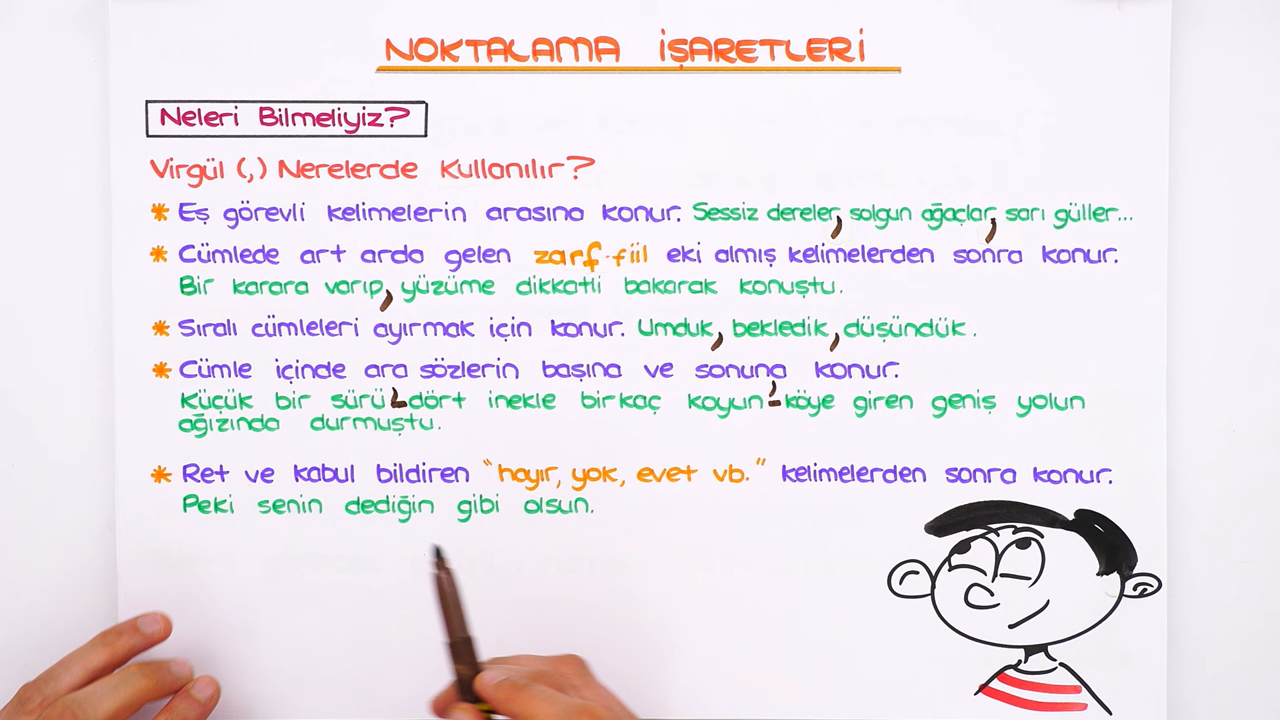 NOKTALAMA İŞARETLERİ
Neleri Bilmeliyiz?
Virgül (,) Nerelerde Kullanılır?
* Eş görevli kelimelerin arasına konur. Sessiz dereler, solgun ağaçlar, sarı güller...
* Cümlede art arda gelen zarf-fiil eki almış kelimelerden sonra konur.
Bir karara varıp, yüzüme dikkatli bakarak konuştu.
* Sıralı cümleleri ayırmak için konur. Umduk, bekledik, düşündük.
* Cümle içinde ara sözlerin başına ve sonuna konur.
Küçük bir sürü - dört inekle birkaç koyun - köye giren geniş yolun
ağızında durmuştu.
* Ret ve kabul bildiren "hayır, yok, evet vb." kelimelerden sonra konur.
Peki senin dediğin gibi olsun.